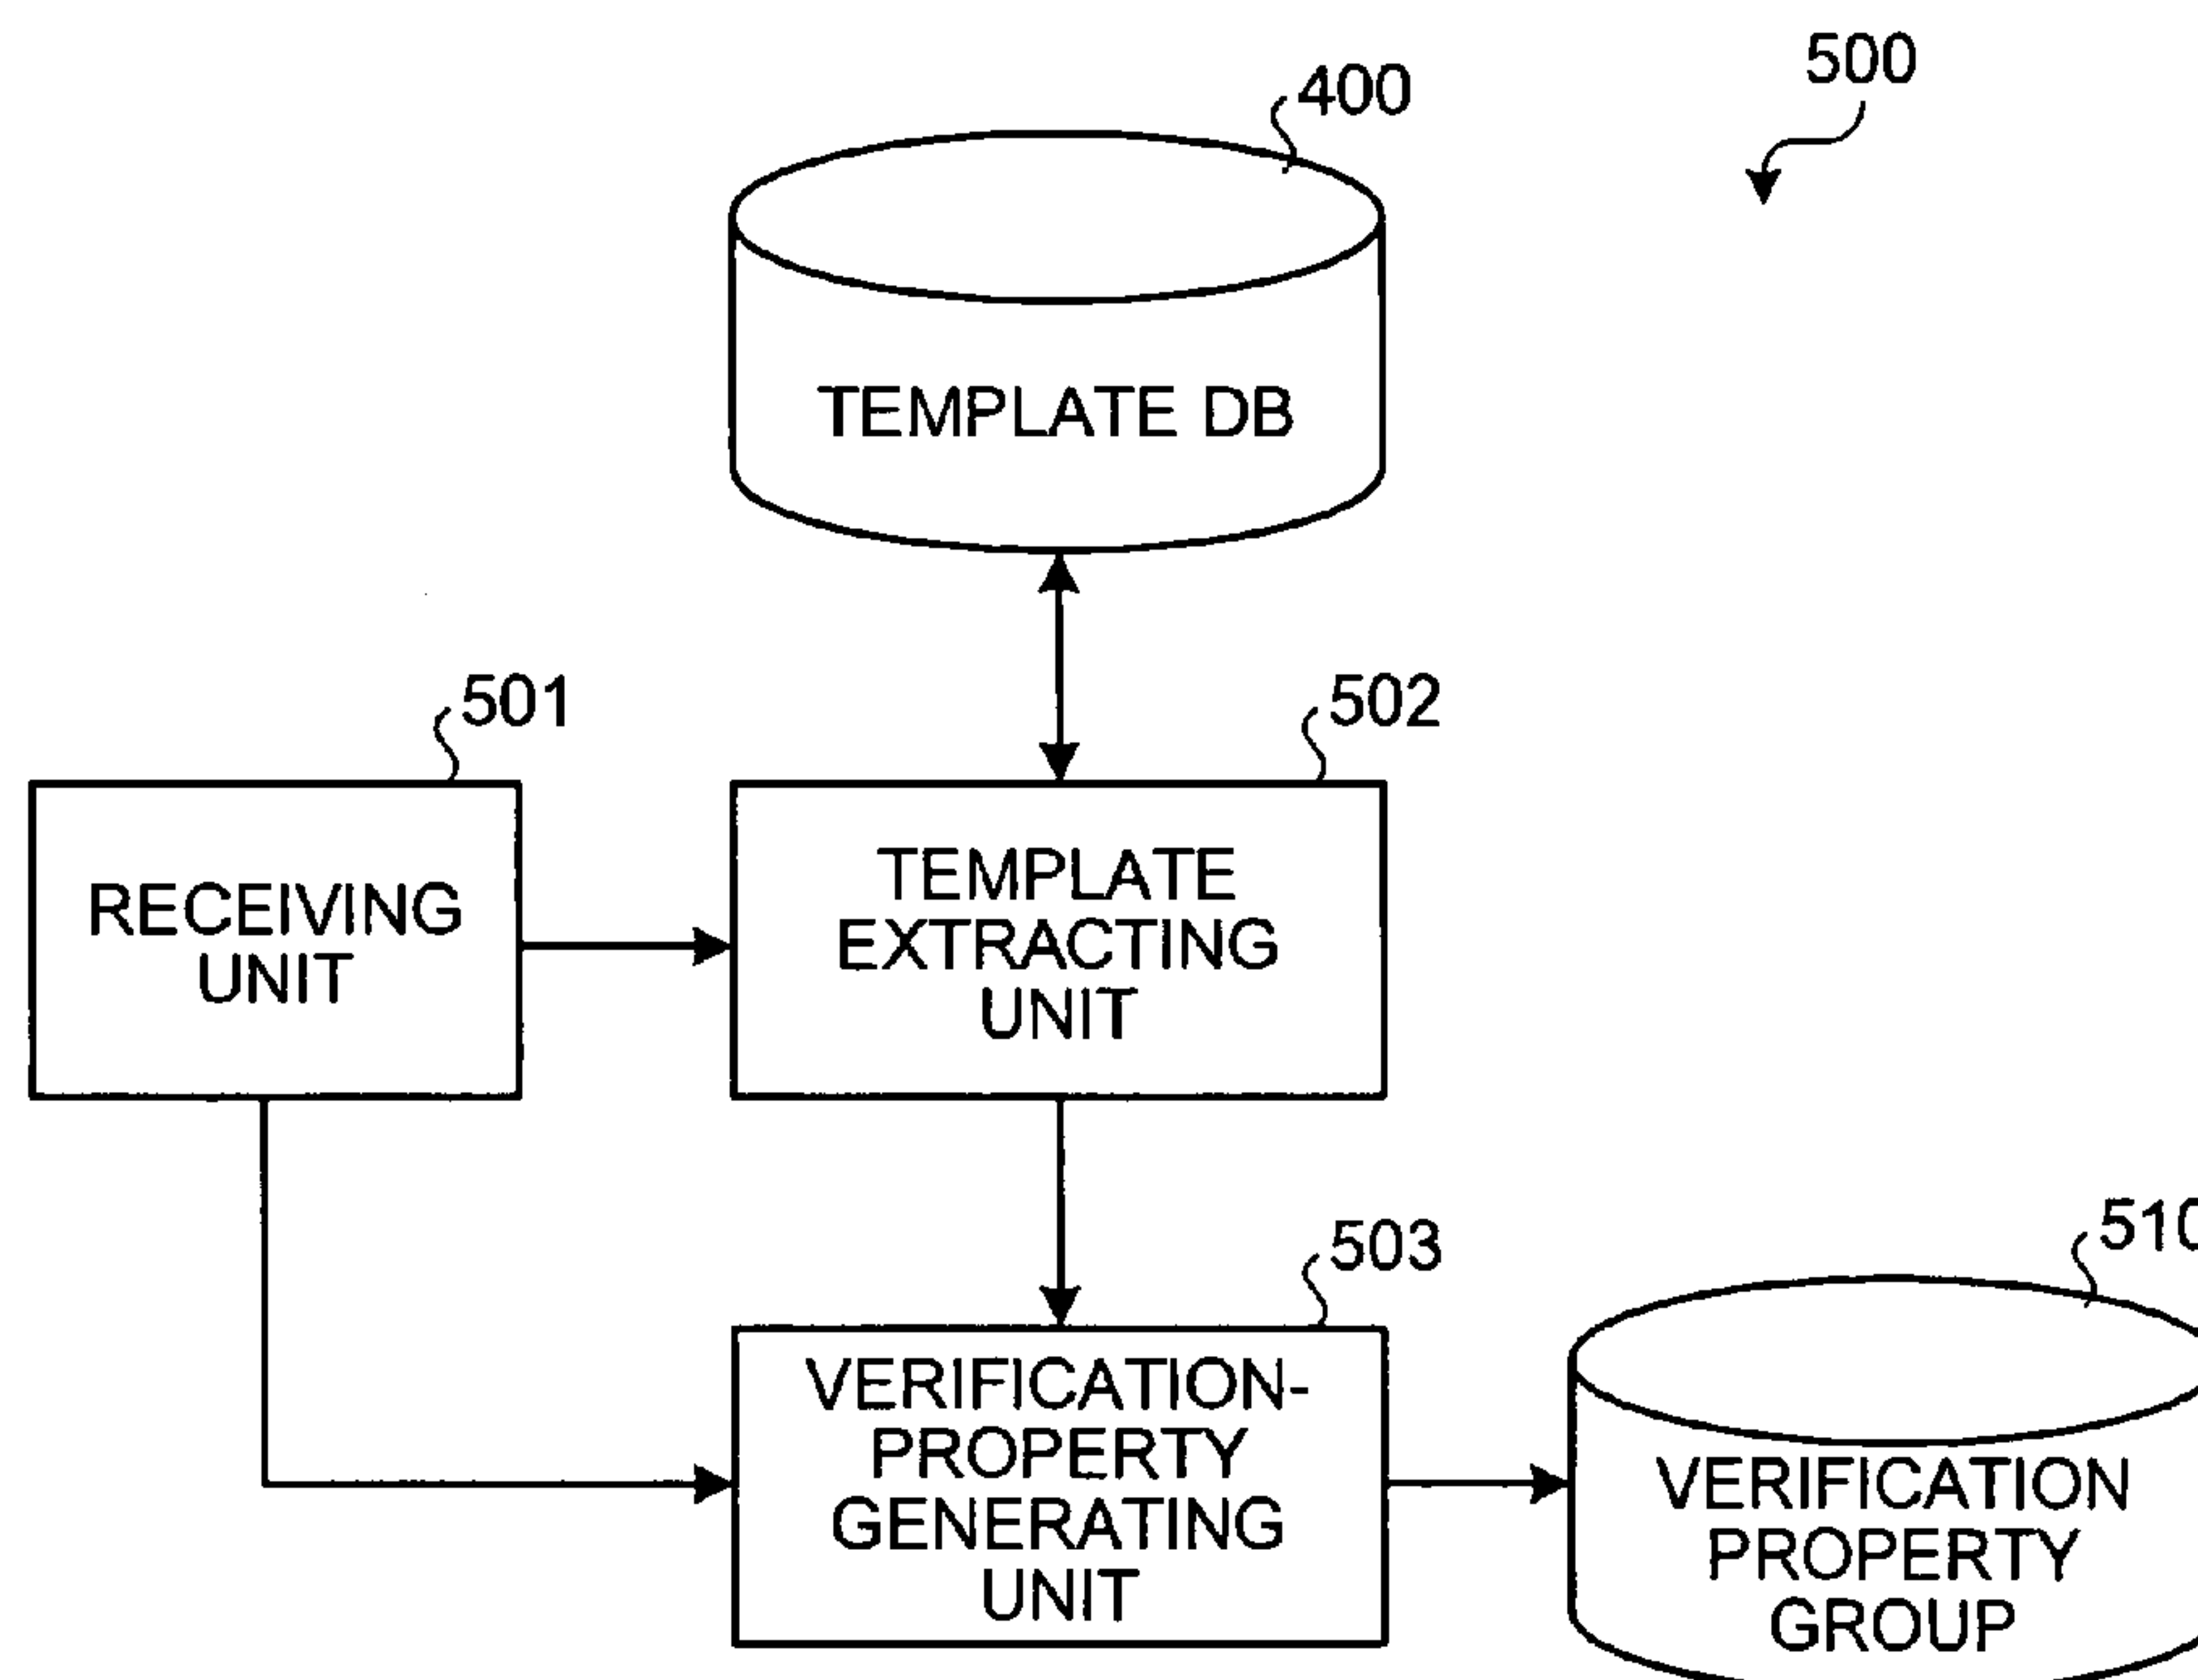 500
400
TEMPLATE DB
501
502
RECEIVING
UNIT
TEMPLATE
EXTRACTING
UNIT
503
510
VERIFICATION-
PROPERTY
GENERATING
UNIT
VERIFICATION
PROPERTY
GROUP